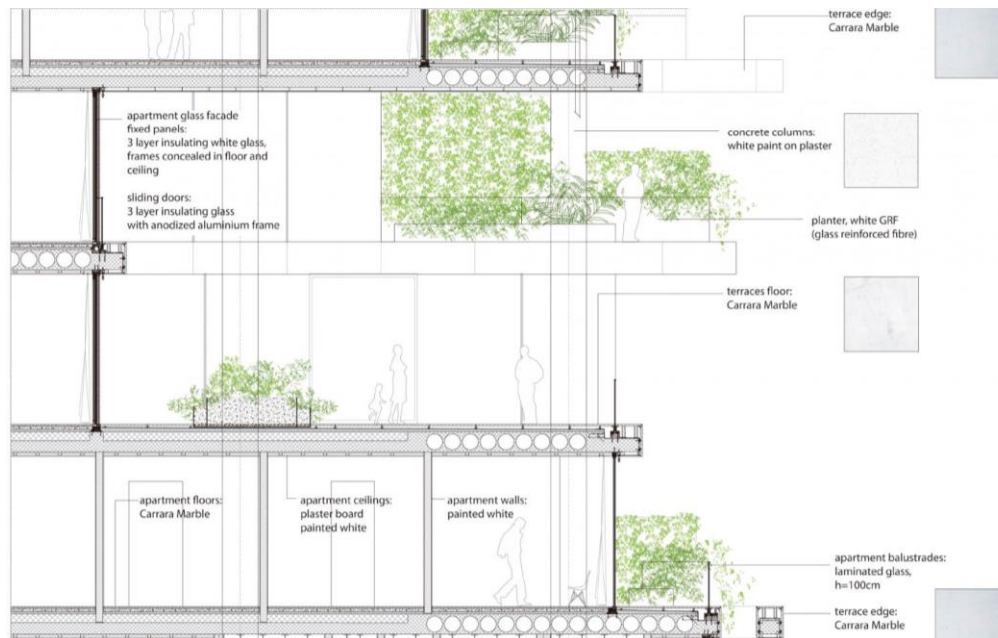 terrace edge:
Carrara Marble
apartment glass facade
fixed panels:
3 layer insulating white glass,
frames concealed in floor and
ceiling
sliding doors:
3 layer insulating glass
with anodized aluminium frame
concrete columns:
white paint on plaster
planter, white GRF
(glass reinforced fibre)
terraces floor:
Carrara Marble
apartment floors:
Carrara Marble
apartment ceilings:
plaster board
painted white
apartment walls:
painted white
apartment balustrades:
laminated glass,
h=100cm
terrace edge:
Carrara Marble